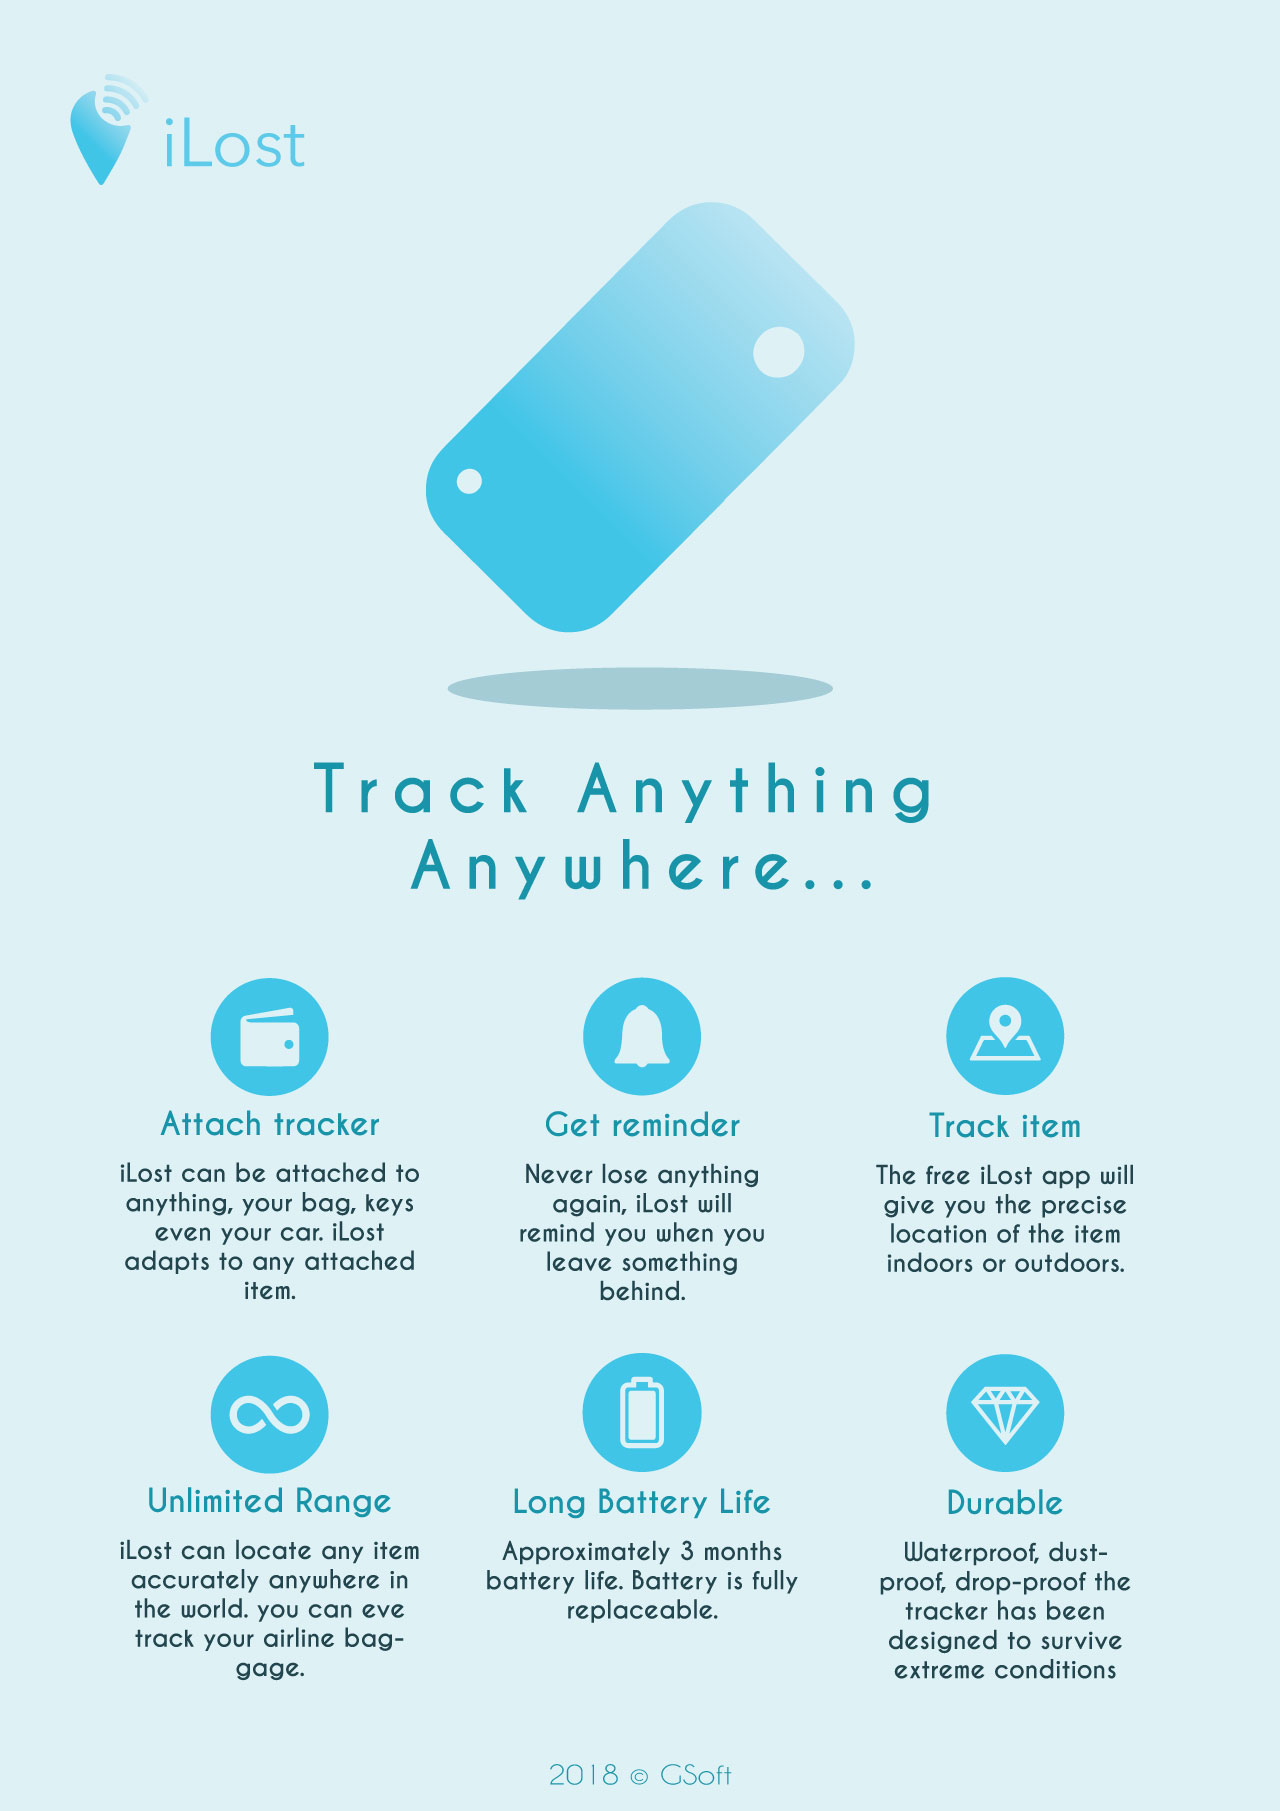 iLost
Track Anything
Anywhere...
Attach tracker
iLost can be attached to
anything, your bag, keys
even your car. iLost
adapts to any attached
item.
Get reminder
Never lose anything
again, iLost will
remind you when you
leave something
behind.
Track item
The free iLost app will
give you the precise
location of the item
indoors or outdoors.
Unlimited Range
iLost can locate any item
accurately anywhere in
the world. you can eve
track your airline bag-
gage.
Long Battery Life
Approximately 3 months
battery life. Battery is fully
replaceable.
Durable
Waterproof, dust-
proof, drop-proof the
tracker has been
designed to survive
extreme conditions
2018 © GSoft